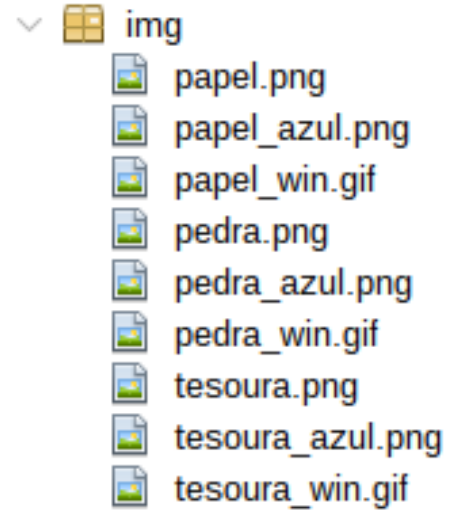 img
papel.png
papel_azul.png
papel_win.gif
pedra.png
pedra_azul.png
pedra_win.gif
tesoura.png
tesoura_azul.png
tesoura_win.gif